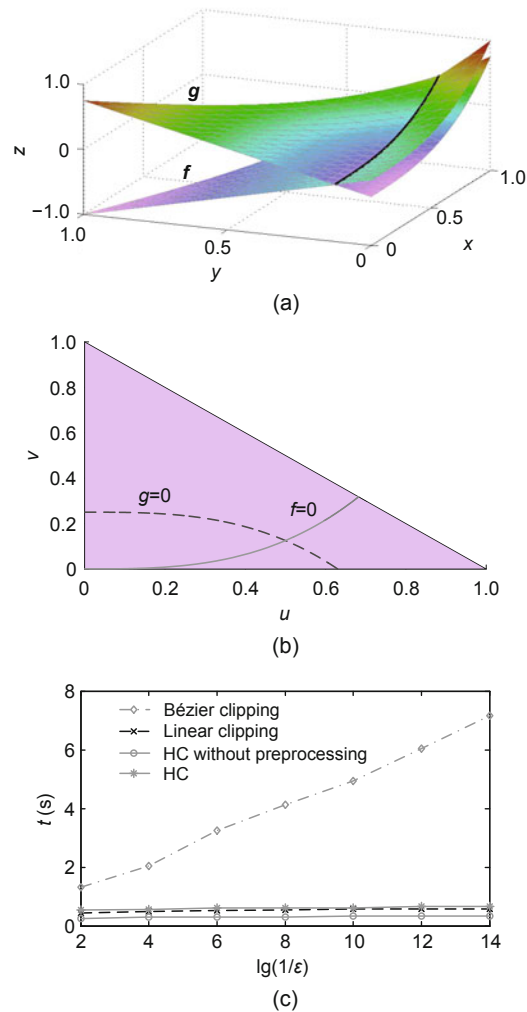 g
1.0
z
0
f
−1.0
1.0
0.5
0
y
0
0.5
1.0
x
(a)
1.0
0.8
0.6
v
0.4
g=0
f=0
0.2
0
0
0.2
0.4
0.6
0.8
1.0
u
(b)
8
Bézier clipping
Linear clipping
6
HC without preprocessing
HC
t (s)
4
2
0
2
4
6
8
10
12
14
lg(1/ε)
(c)